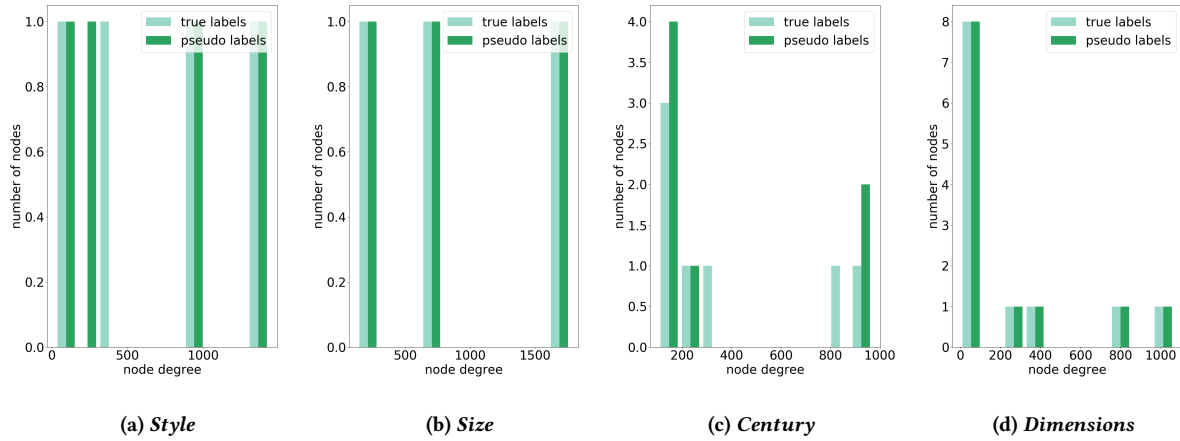 true labels
pseudo labels
number of nodes
1.0
0.8
0.6
0.4
0.2
0.0
0 500 1000
node degree
(a) Style
true labels
pseudo labels
number of nodes
1.0
0.8
0.6
0.4
0.2
0.0
500 1000 1500
node degree
(b) Size
true labels
pseudo labels
number of nodes
4.0
3.5
3.0
2.5
2.0
1.5
1.0
0.5
0.0
200 400 600 800 1000
node degree
(c) Century
true labels
pseudo labels
number of nodes
8
7
6
5
4
3
2
1
0
0 200 400 600 800 1000
node degree
(d) Dimensions